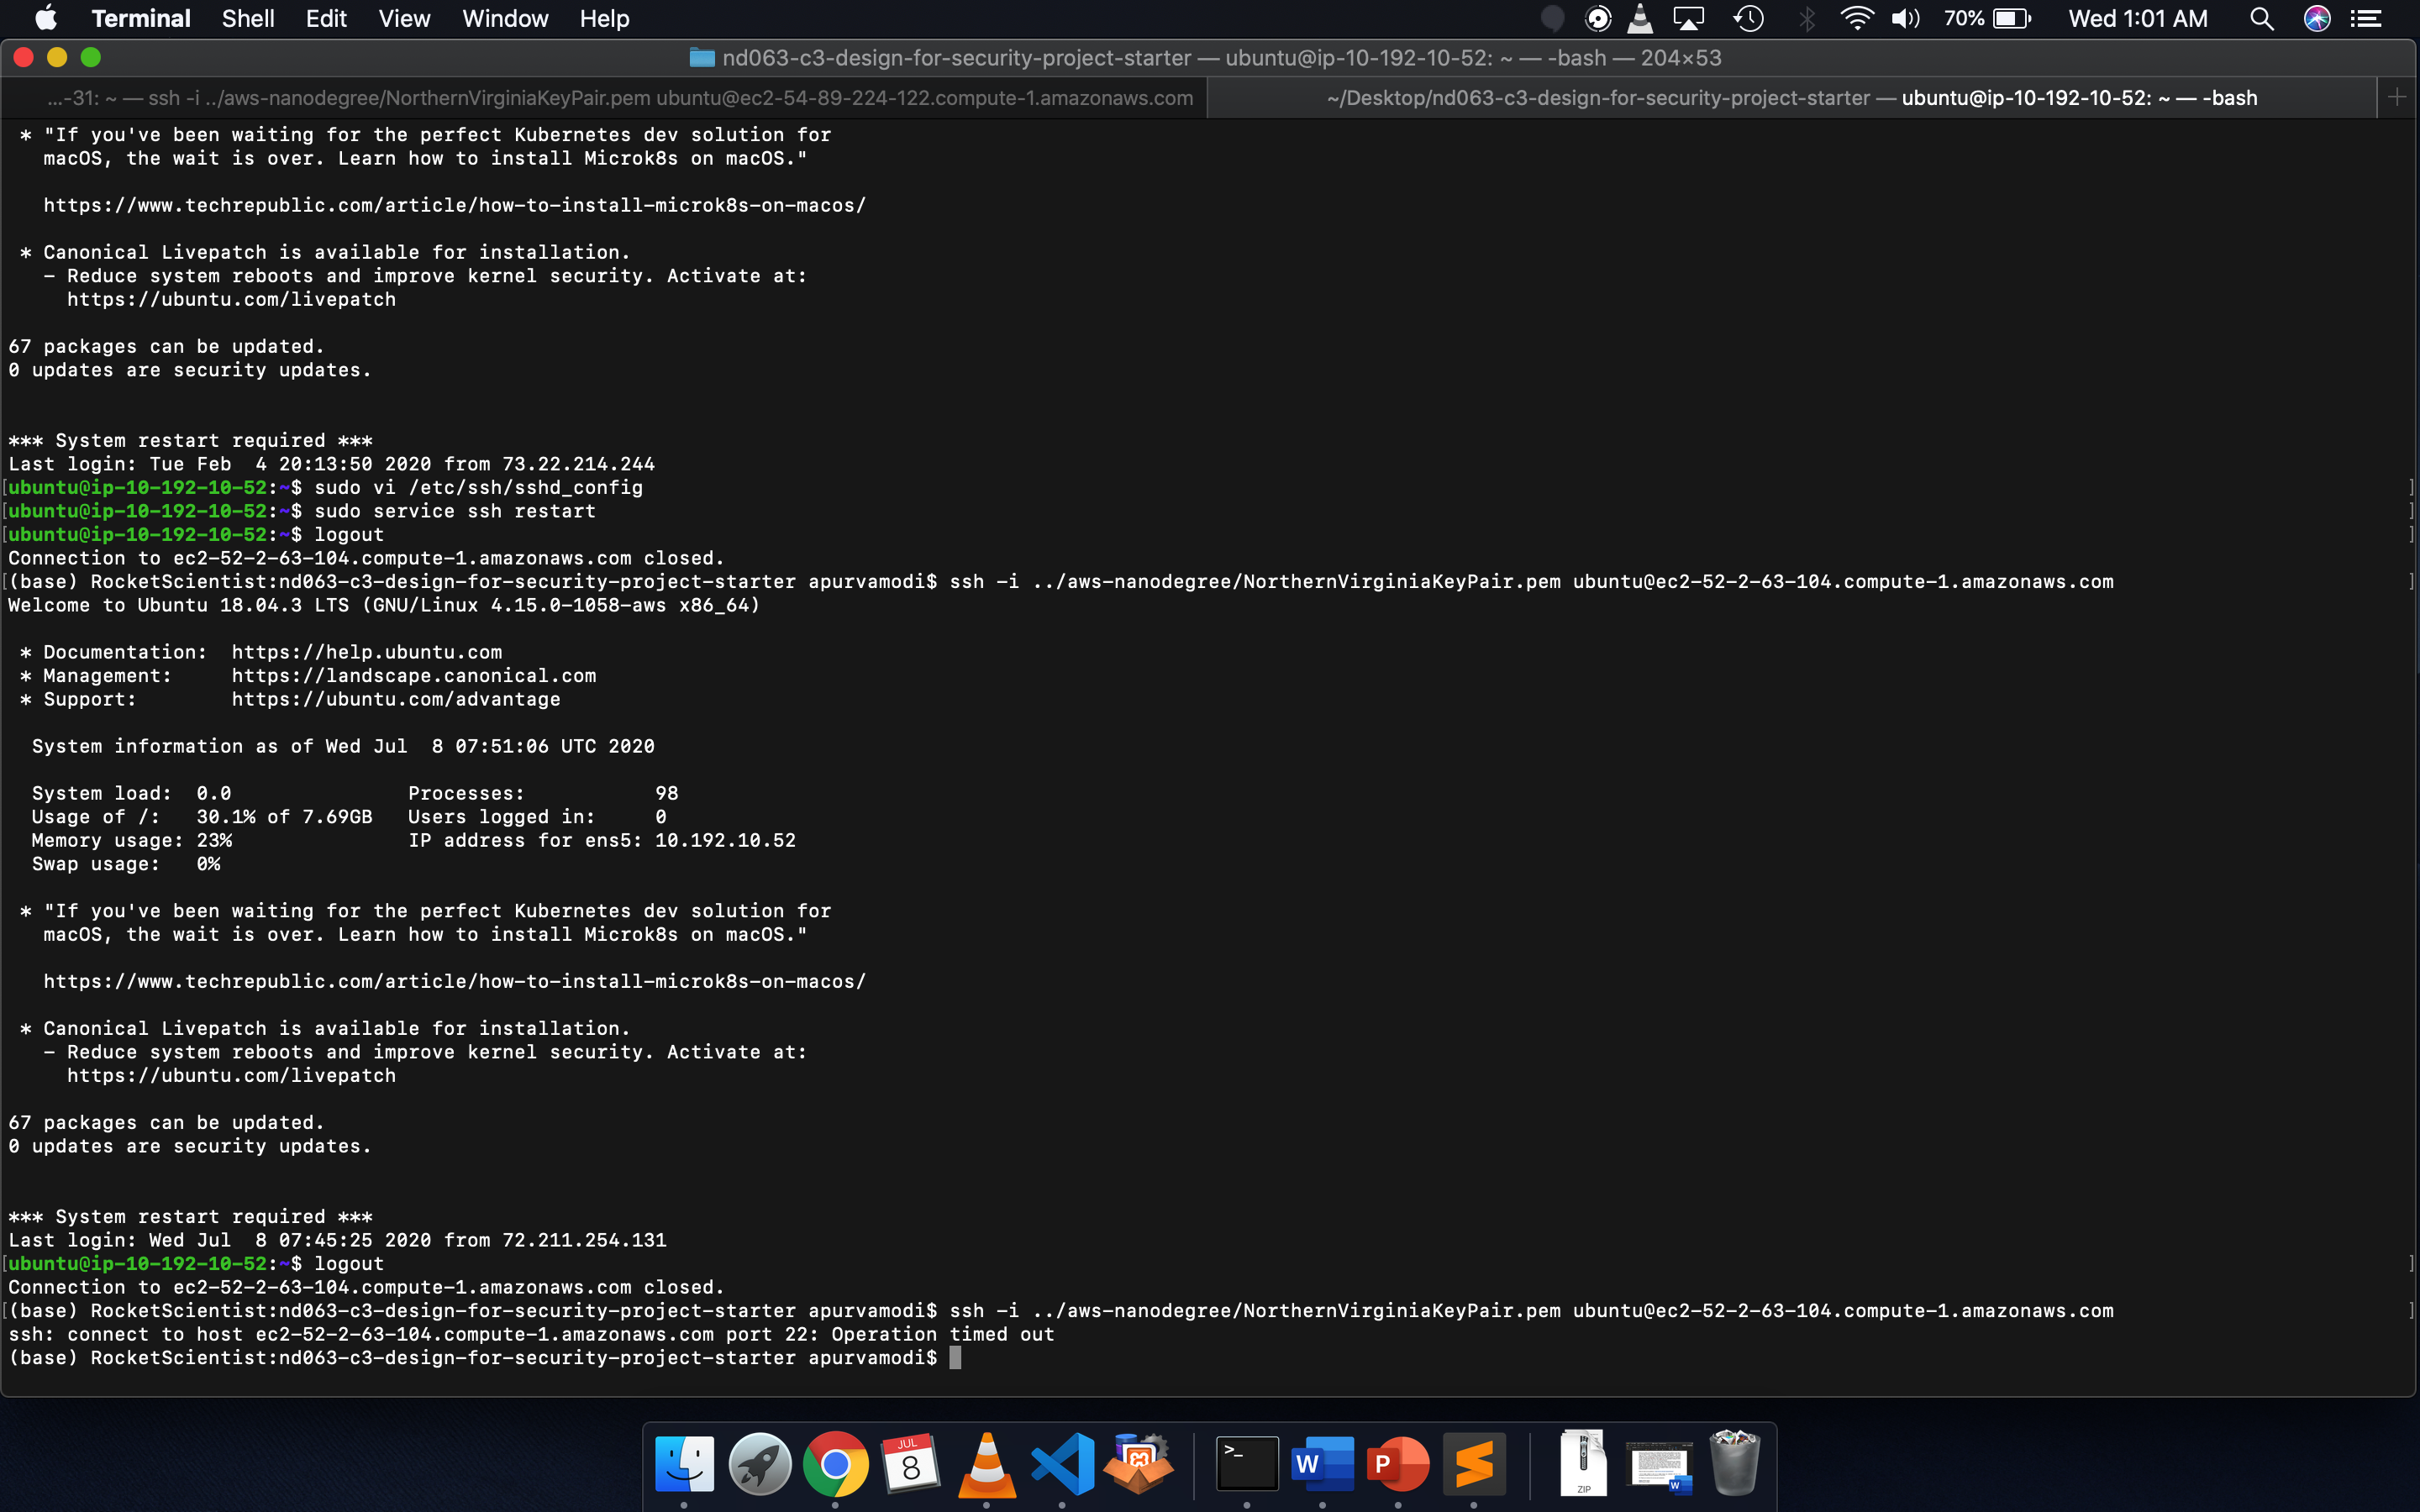 Terminal Shell Edit View Window Help 70% Wed 1:01 AM
nd063-c3-design-for-security-project-starter — ubuntu@ip-10-192-10-52: ~ — -bash — 204×53
...-31: ~ — ssh -i ../aws-nanodegree/NorthernVirginiaKeyPair.pem ubuntu@ec2-54-89-224-122.compute-1.amazonaws.com
~/Desktop/nd063-c3-design-for-security-project-starter — ubuntu@ip-10-192-10-52: ~ — -bash +
* "If you've been waiting for the perfect Kubernetes dev solution for
macOS, the wait is over. Learn how to install Microk8s on macOS."
https://www.techrepublic.com/article/how-to-install-microk8s-on-macos/
* Canonical Livepatch is available for installation.
- Reduce system reboots and improve kernel security. Activate at:
https://ubuntu.com/livepatch
67 packages can be updated.
0 updates are security updates.
*** System restart required ***
Last login: Tue Feb  4 20:13:50 2020 from 73.22.214.244
[ubuntu@ip-10-192-10-52:~$ sudo vi /etc/ssh/sshd_config ]
[ubuntu@ip-10-192-10-52:~$ sudo service ssh restart ]
[ubuntu@ip-10-192-10-52:~$ logout ]
Connection to ec2-52-2-63-104.compute-1.amazonaws.com closed.
[(base) RocketScientist:nd063-c3-design-for-security-project-starter apurvamodi$ ssh -i ../aws-nanodegree/NorthernVirginiaKeyPair.pem ubuntu@ec2-52-2-63-104.compute-1.amazonaws.com ]
Welcome to Ubuntu 18.04.3 LTS (GNU/Linux 4.15.0-1058-aws x86_64)
* Documentation:  https://help.ubuntu.com
* Management:     https://landscape.canonical.com
* Support:        https://ubuntu.com/advantage
System information as of Wed Jul  8 07:51:06 UTC 2020
System load:  0.0               Processes:           98
Usage of /:   30.1% of 7.69GB   Users logged in:     0
Memory usage: 23%               IP address for ens5: 10.192.10.52
Swap usage:   0%
* "If you've been waiting for the perfect Kubernetes dev solution for
macOS, the wait is over. Learn how to install Microk8s on macOS."
https://www.techrepublic.com/article/how-to-install-microk8s-on-macos/
* Canonical Livepatch is available for installation.
- Reduce system reboots and improve kernel security. Activate at:
https://ubuntu.com/livepatch
67 packages can be updated.
0 updates are security updates.
*** System restart required ***
Last login: Wed Jul  8 07:45:25 2020 from 72.211.254.131
[ubuntu@ip-10-192-10-52:~$ logout ]
Connection to ec2-52-2-63-104.compute-1.amazonaws.com closed.
[(base) RocketScientist:nd063-c3-design-for-security-project-starter apurvamodi$ ssh -i ../aws-nanodegree/NorthernVirginiaKeyPair.pem ubuntu@ec2-52-2-63-104.compute-1.amazonaws.com ]
ssh: connect to host ec2-52-2-63-104.compute-1.amazonaws.com port 22: Operation timed out
(base) RocketScientist:nd063-c3-design-for-security-project-starter apurvamodi$
JUL
8
>_
W
P
ZIP
W